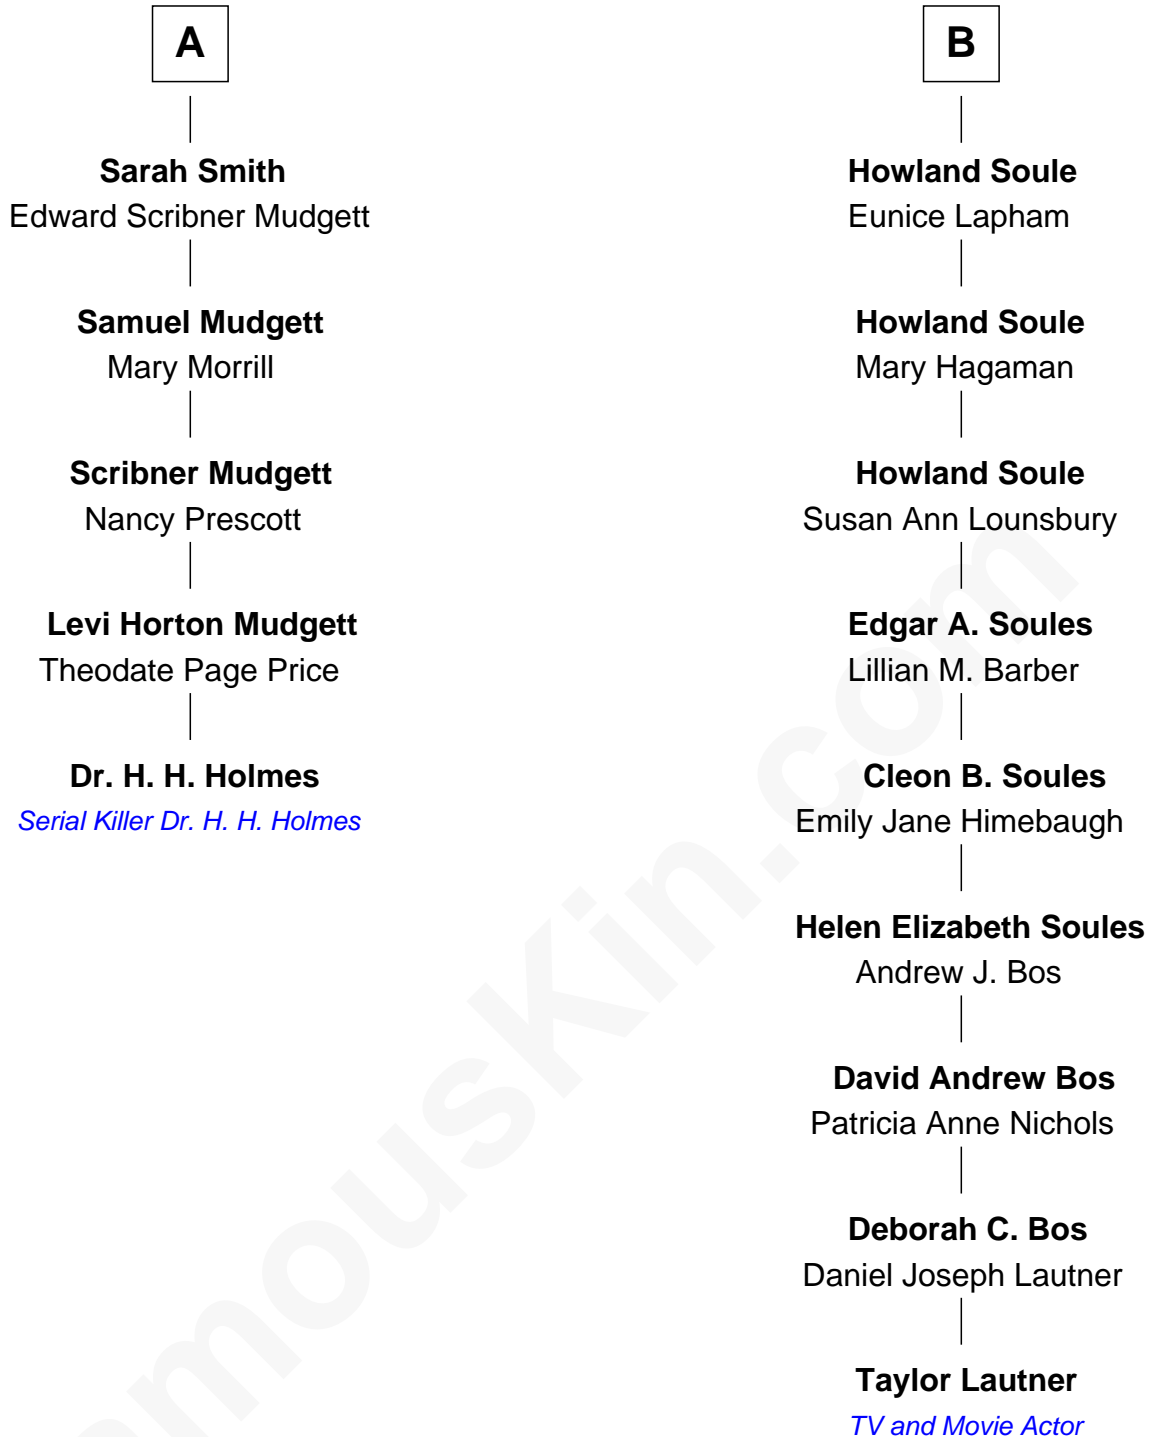 A
Sarah Smith
Edward Scribner Mudgett
Samuel Mudgett
Mary Morrill
Scribner Mudgett
Nancy Prescott
Levi Horton Mudgett
Theodate Page Price
Dr. H. H. Holmes
Serial Killer Dr. H. H. Holmes
B
Howland Soule
Eunice Lapham
Howland Soule
Mary Hagaman
Howland Soule
Susan Ann Lounsbury
Edgar A. Soules
Lillian M. Barber
Cleon B. Soules
Emily Jane Himebaugh
Helen Elizabeth Soules
Andrew J. Bos
David Andrew Bos
Patricia Anne Nichols
Deborah C. Bos
Daniel Joseph Lautner
Taylor Lautner
TV and Movie Actor
amousKin.com